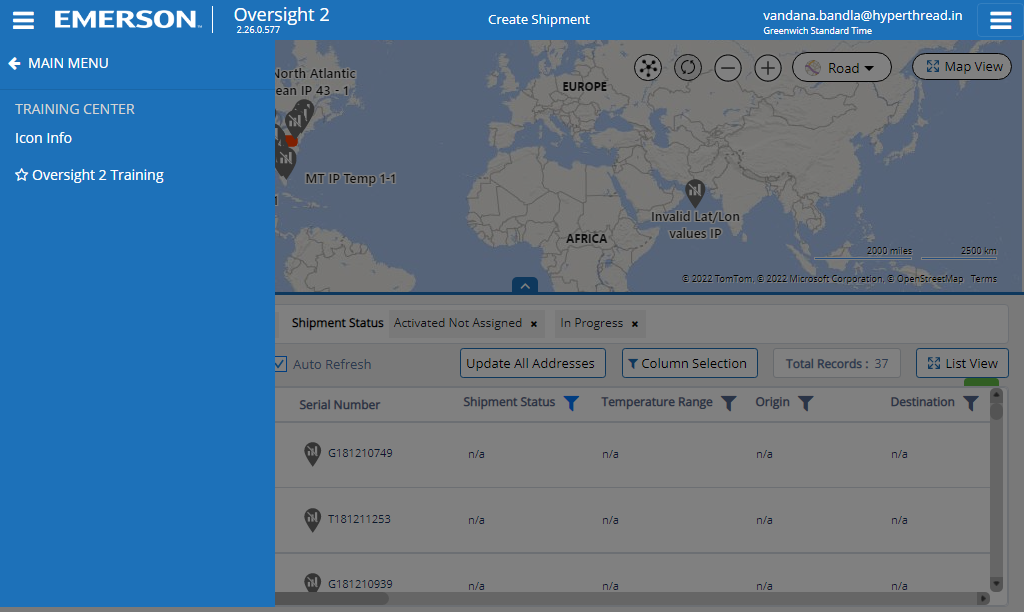 EMERSON
Oversight 2
2.26.0.577
Create Shipment
vandana.bandla@hyperthread.in
Greenwich Standard Time
MAIN MENU
TRAINING CENTER
Icon Info
Oversight 2 Training
North Atlantic
ean IP 43 - 1
MT IP Temp 1-1
EUROPE
AFRICA
Invalid Lat/Lon
values IP
Road
Map View
2000 miles
2500 km
© 2022 TomTom, © 2022 Microsoft Corporation, © OpenStreetMap Terms
Shipment Status Activated Not Assigned × In Progress ×
Auto Refresh
Update All Addresses
Column Selection
Total Records : 37
List View
Serial Number Shipment Status Temperature Range Origin Destination
G181210749 n/a n/a n/a n/a
T181211253 n/a n/a n/a n/a
G181210939 n/a n/a n/a n/a